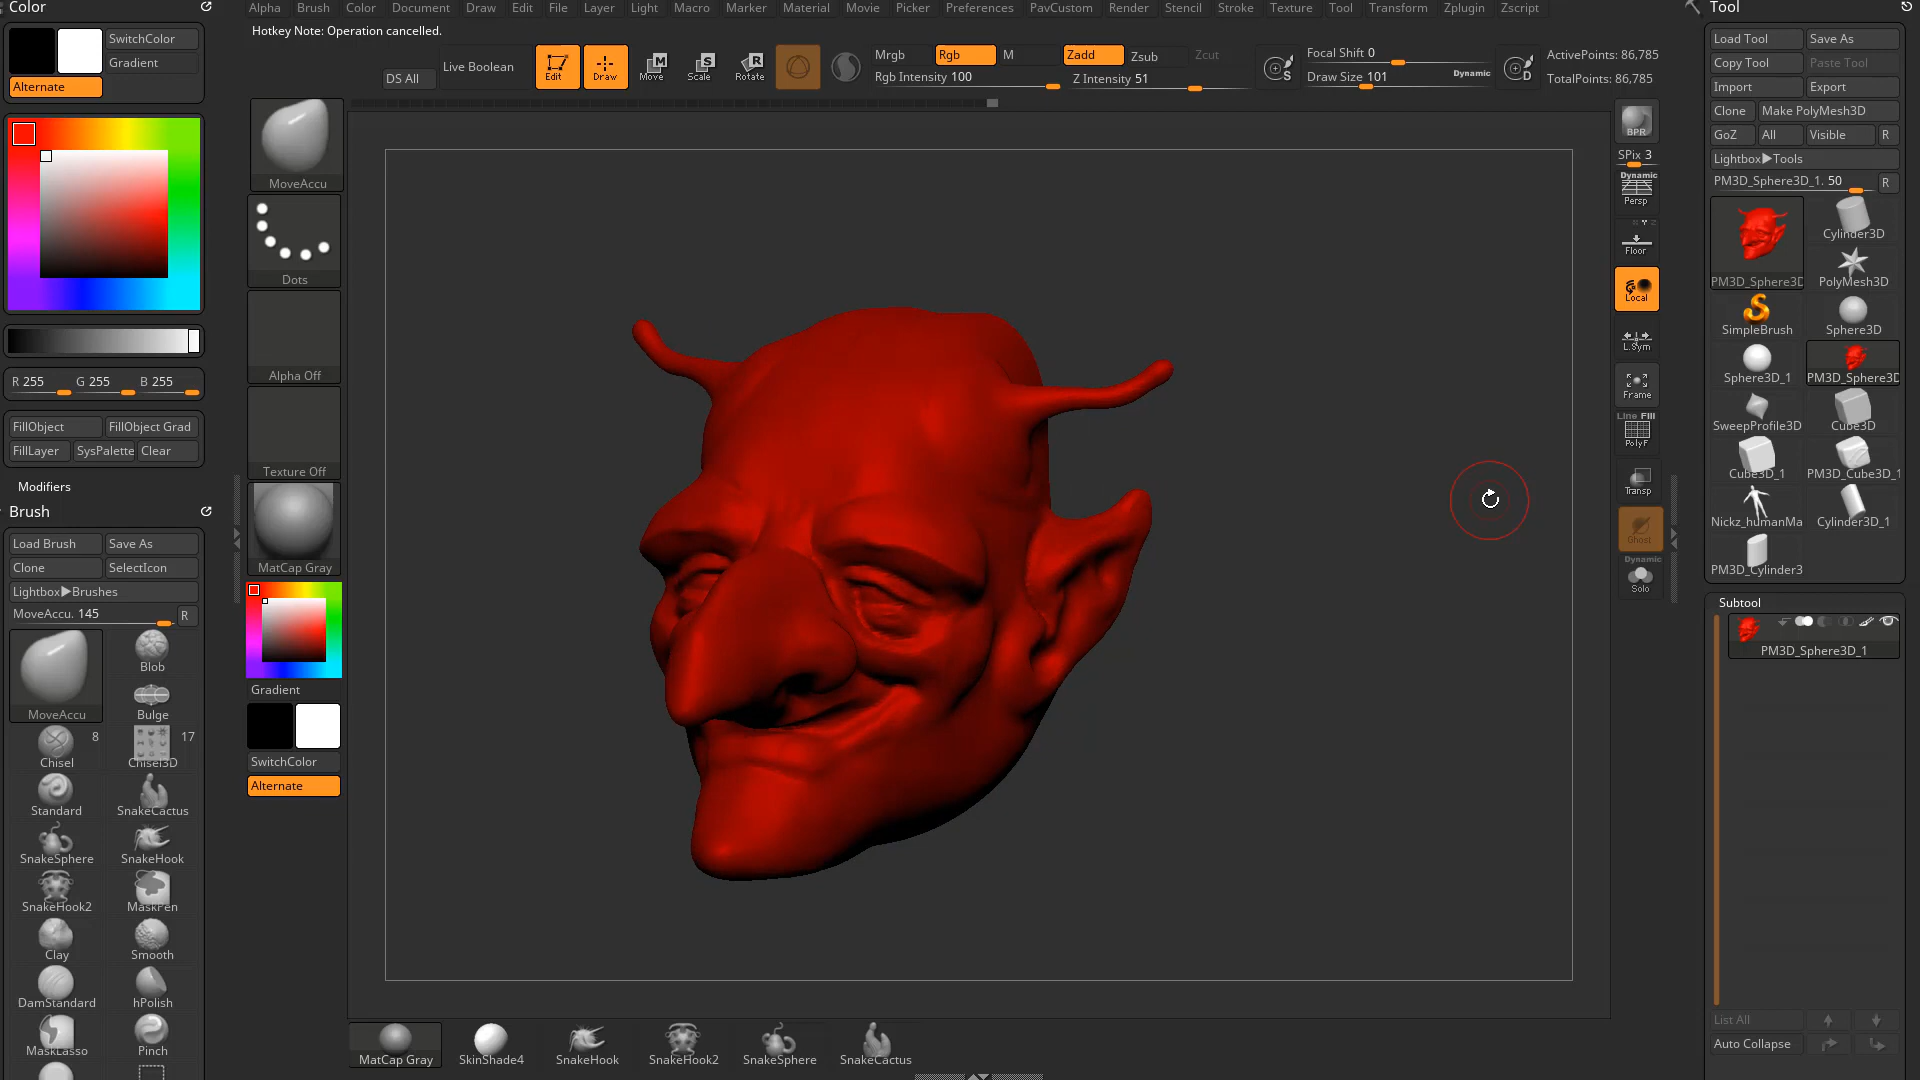 Color
SwitchColor
Gradient
Alternate
R 255 G 255 B 255
FillObject FillObject Grad
FillLayer SysPalette Clear
Modifiers
Brush
Load Brush Save As
Clone SelectIcon
Lightbox▶Brushes
MoveAccu. 145 R
MoveAccu
Blob
Bulge
8 17
Chisel Chisel3D
Standard SnakeCactus
SnakeSphere SnakeHook
SnakeHook2 MaskPen
Clay Smooth
DamStandard hPolish
MaskLasso Pinch
Alpha Brush Color Document Draw Edit File Layer Light Macro Marker Material Movie Picker Preferences PavCustom Render Stencil Stroke Texture Tool Transform Zplugin Zscript
Hotkey Note: Operation cancelled.
DS All
Live Boolean
Edit
Draw
Move
Scale
Rotate
Mrgb Rgb M
Rgb Intensity 100
Zadd Zsub Zcut
Z Intensity 51
S
Focal Shift 0
Draw Size 101
Dynamic
D
ActivePoints: 86,785
TotalPoints: 86,785
MoveAccu
Dots
Alpha Off
Texture Off
MatCap Gray
Gradient
SwitchColor
Alternate
BPR
SPix 3
Dynamic
Persp
Floor
Local
L.Sym
Frame
Line Fill
PolyF
Transp
Ghost
Dynamic
Solo
MatCap Gray SkinShade4 SnakeHook SnakeHook2 SnakeSphere SnakeCactus
Tool
Load Tool Save As
Copy Tool Paste Tool
Import Export
Clone Make PolyMesh3D
GoZ All Visible R
Lightbox▶Tools
PM3D_Sphere3D_1. 50 R
Cylinder3D
PM3D_Sphere3D PolyMesh3D
SimpleBrush Sphere3D
Sphere3D_1 PM3D_Sphere3D
SweepProfile3D Cube3D
Cube3D_1 PM3D_Cube3D_1
Nickz_humanMa Cylinder3D_1
PM3D_Cylinder3
Subtool
PM3D_Sphere3D_1
List All
Auto Collapse